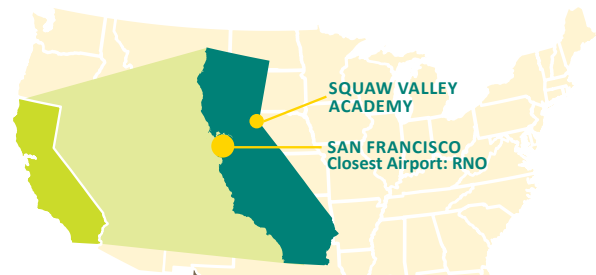 SQUAW VALLEY
ACADEMY
SAN FRANCISCO
Closest Airport: RNO